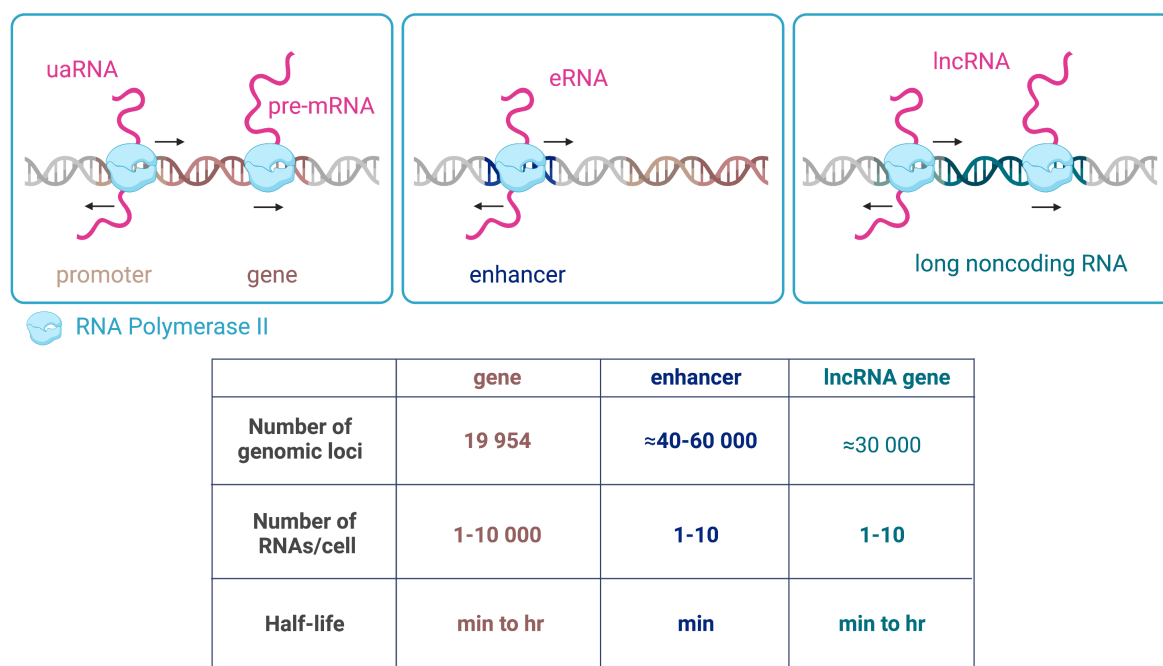 uaRNA
pre-mRNA
promoter
gene
eRNA
enhancer
lncRNA
long noncoding RNA
RNA Polymerase II
gene enhancer lncRNA gene
Number of
genomic loci
19 954 ≈40-60 000 ≈30 000
Number of
RNAs/cell
1-10 000 1-10 1-10
Half-life min to hr min min to hr